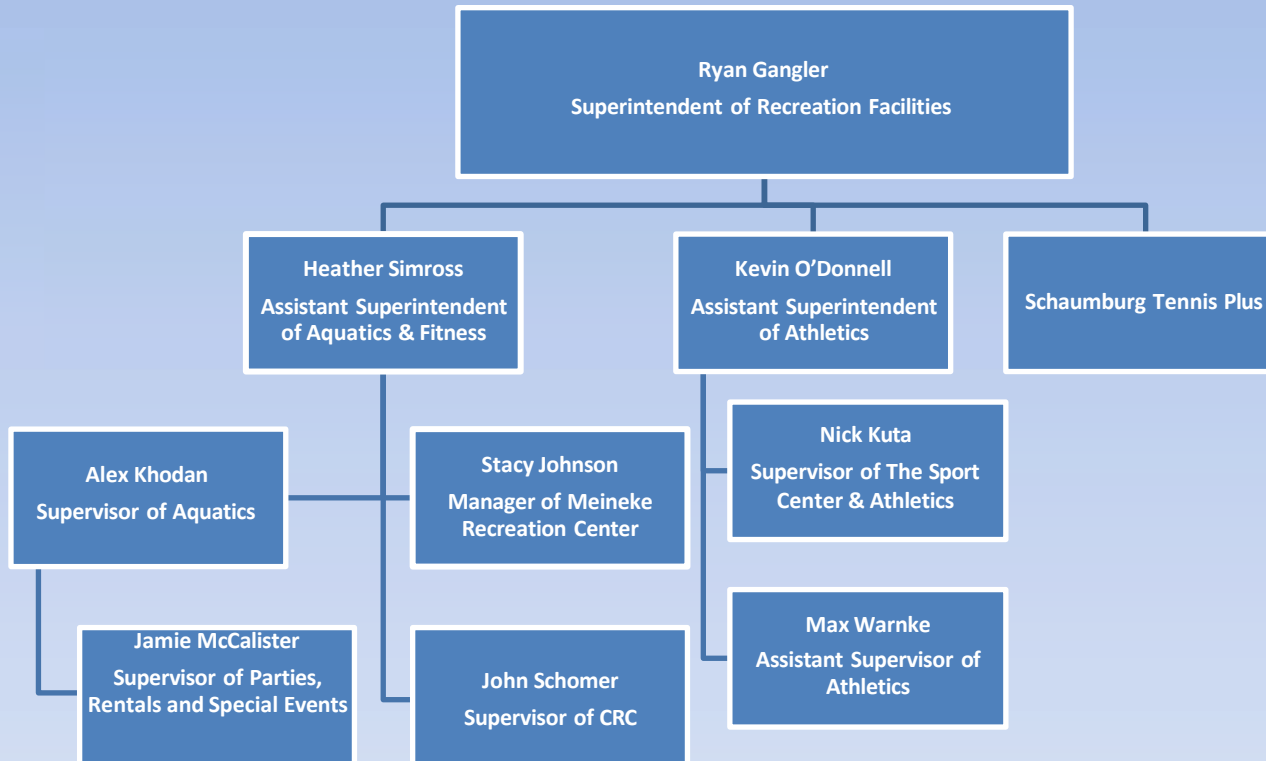 Ryan Gangler
Superintendent of Recreation Facilities
Heather Simross
Assistant Superintendent
of Aquatics & Fitness
Kevin O’Donnell
Assistant Superintendent
of Athletics
Schaumburg Tennis Plus
Alex Khodan
Supervisor of Aquatics
Stacy Johnson
Manager of Meineke
Recreation Center
Nick Kuta
Supervisor of The Sport
Center & Athletics
Jamie McCalister
Supervisor of Parties,
Rentals and Special Events
John Schomer
Supervisor of CRC
Max Warnke
Assistant Supervisor of
Athletics